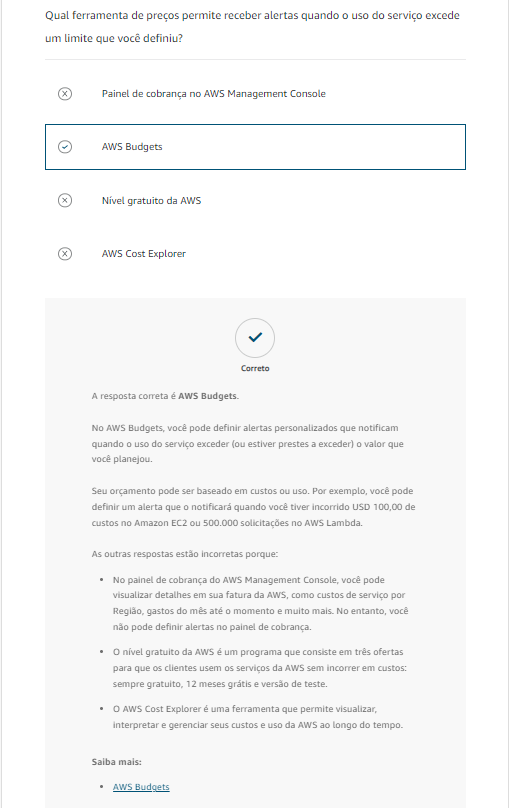 Qual ferramenta de preços permite receber alertas quando o uso do serviço excede
um limite que você definiu?
Painel de cobrança no AWS Management Console
AWS Budgets
Nível gratuito da AWS
AWS Cost Explorer
Correto
A resposta correta é AWS Budgets.
No AWS Budgets, você pode definir alertas personalizados que notificam
quando o uso do serviço exceder (ou estiver prestes a exceder) o valor que
você planejou.
Seu orçamento pode ser baseado em custos ou uso. Por exemplo, você pode
definir um alerta que o notificará quando você tiver incorrido USD 100,00 de
custos no Amazon EC2 ou 500.000 solicitações no AWS Lambda.
As outras respostas estão incorretas porque:
• No painel de cobrança do AWS Management Console, você pode
visualizar detalhes em sua fatura da AWS, como custos de serviço por
Região, gastos do mês até o momento e muito mais. No entanto, você
não pode definir alertas no painel de cobrança.
• O nível gratuito da AWS é um programa que consiste em três ofertas
para que os clientes usem os serviços da AWS sem incorrer em custos:
sempre gratuito, 12 meses grátis e versão de teste.
• O AWS Cost Explorer é uma ferramenta que permite visualizar,
interpretar e gerenciar seus custos e uso da AWS ao longo do tempo.
Saiba mais:
• AWS Budgets